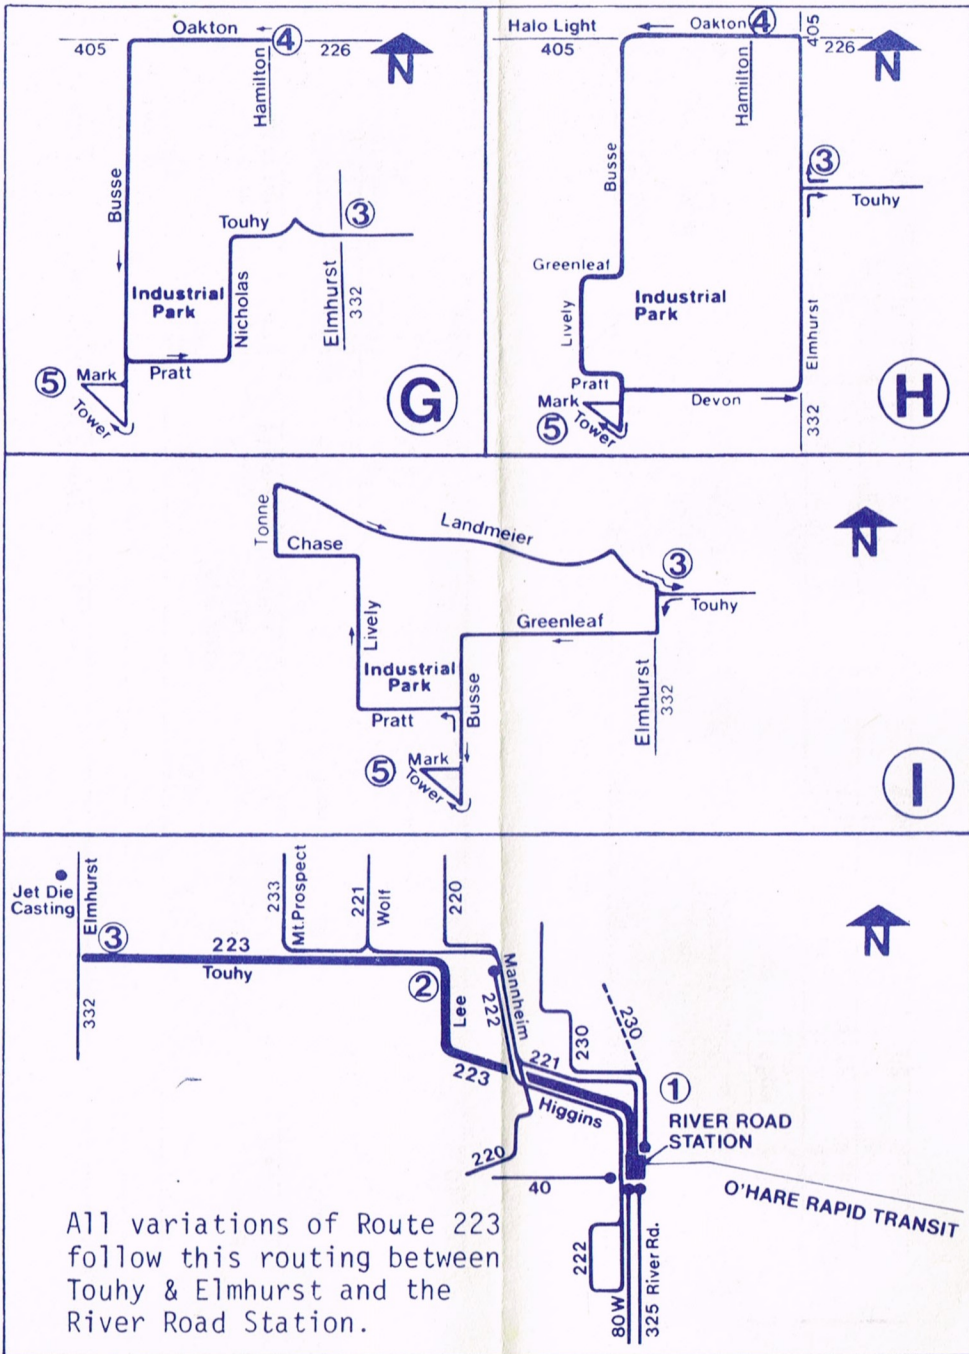 Oakton
4
405
226
N
Hamilton
Busse
3
Touhy
Elmhurst
332
Nicholas
Industrial
Park
Pratt
5
Mark
Tower
G
Halo Light
Oakton
4
405
405
226
N
Hamilton
Busse
3
Touhy
Greenleaf
Lively
Industrial
Park
Elmhurst
Pratt
Mark
5
Tower
Devon
332
H
Tonne
Chase
Landmeier
N
3
Touhy
Greenleaf
Lively
Industrial
Park
Busse
Pratt
Elmhurst
332
5
Mark
Tower
I
Jet Die
Casting
Elmhurst
3
332
223
Touhy
233
Mt. Prospect
221
Wolf
220
2
Lee
222
Mannheim
N
230
230
221
223
Higgins
1
RIVER ROAD
STATION
220
40
O'HARE RAPID TRANSIT
222
80W
325 River Rd.
All variations of Route 223
follow this routing between
Touhy & Elmhurst and the
River Road Station.